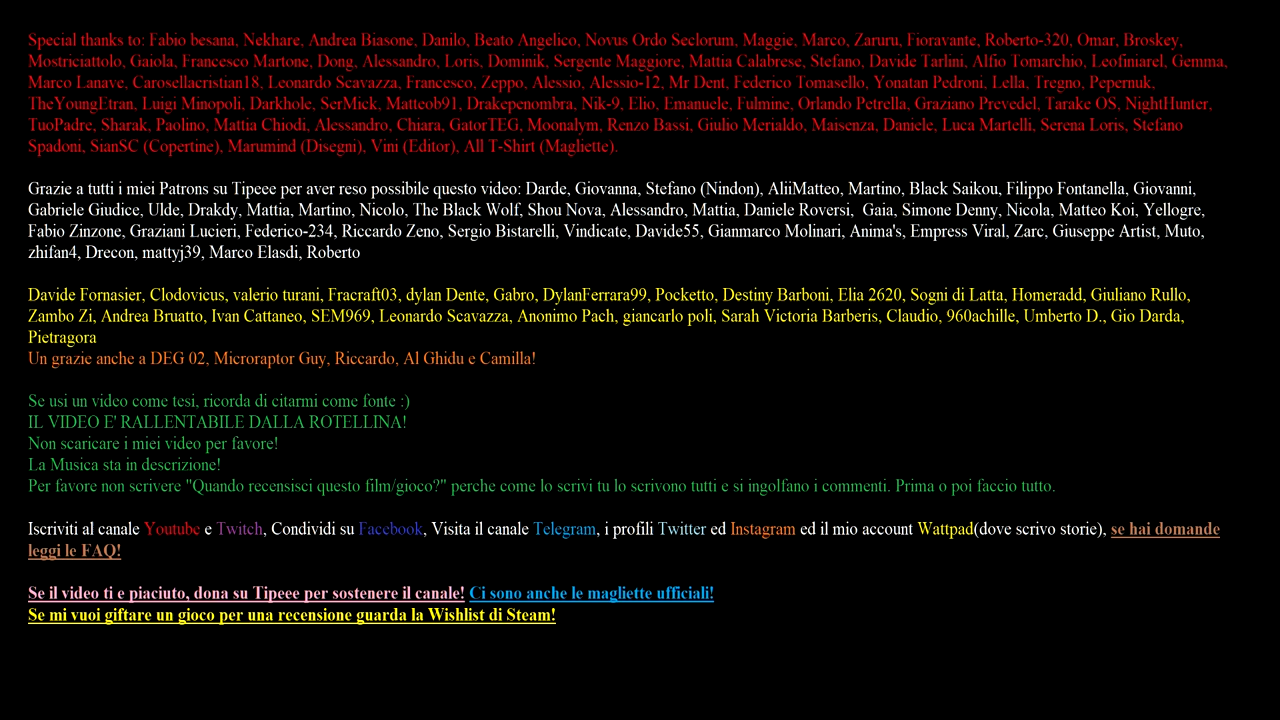 Special thanks to: Fabio besana, Nekhare, Andrea Biasone, Danilo, Beato Angelico, Novus Ordo Seclorum, Maggie, Marco, Zaruru, Fioravante, Roberto-320, Omar, Broskey,
Mostriciattolo, Gaiola, Francesco Martone, Dong, Alessandro, Loris, Dominik, Sergente Maggiore, Mattia Calabrese, Stefano, Davide Tarlini, Alfio Tomarchio, Leofiniarel, Gemma,
Marco Lanave, Carosellacristian18, Leonardo Scavazza, Francesco, Zeppo, Alessio, Alessio-12, Mr Dent, Federico Tomasello, Yonatan Pedroni, Lella, Tregno, Pepernuk,
TheYoungEtran, Luigi Minopoli, Darkhole, SerMick, Matteob91, Drakepenombra, Nik-9, Elio, Emanuele, Fulmine, Orlando Petrella, Graziano Prevedel, Tarake OS, NightHunter,
TuoPadre, Sharak, Paolino, Mattia Chiodi, Alessandro, Chiara, GatorTEG, Moonalym, Renzo Bassi, Giulio Merialdo, Maisenza, Daniele, Luca Martelli, Serena Loris, Stefano
Spadoni, SianSC (Copertine), Marumind (Disegni), Vini (Editor), All T-Shirt (Magliette).
Grazie a tutti i miei Patrons su Tipeee per aver reso possibile questo video: Darde, Giovanna, Stefano (Nindon), AliiMatteo, Martino, Black Saikou, Filippo Fontanella, Giovanni,
Gabriele Giudice, Ulde, Drakdy, Mattia, Martino, Nicolo, The Black Wolf, Shou Nova, Alessandro, Mattia, Daniele Roversi,  Gaia, Simone Denny, Nicola, Matteo Koi, Yellogre,
Fabio Zinzone, Graziani Lucieri, Federico-234, Riccardo Zeno, Sergio Bistarelli, Vindicate, Davide55, Gianmarco Molinari, Anima's, Empress Viral, Zarc, Giuseppe Artist, Muto,
zhifan4, Drecon, mattyj39, Marco Elasdi, Roberto
Davide Fornasier, Clodovicus, valerio turani, Fracraft03, dylan Dente, Gabro, DylanFerrara99, Pocketto, Destiny Barboni, Elia 2620, Sogni di Latta, Homeradd, Giuliano Rullo,
Zambo Zi, Andrea Bruatto, Ivan Cattaneo, SEM969, Leonardo Scavazza, Anonimo Pach, giancarlo poli, Sarah Victoria Barberis, Claudio, 960achille, Umberto D., Gio Darda,
Pietragora
Un grazie anche a DEG 02, Microraptor Guy, Riccardo, Al Ghidu e Camilla!
Se usi un video come tesi, ricorda di citarmi come fonte :)
IL VIDEO E' RALLENTABILE DALLA ROTELLINA!
Non scaricare i miei video per favore!
La Musica sta in descrizione!
Per favore non scrivere "Quando recensisci questo film/gioco?" perche come lo scrivi tu lo scrivono tutti e si ingolfano i commenti. Prima o poi faccio tutto.
Iscriviti al canale Youtube e Twitch, Condividi su Facebook, Visita il canale Telegram, i profili Twitter ed Instagram ed il mio account Wattpad(dove scrivo storie), se hai domande
leggi le FAQ!
Se il video ti e piaciuto, dona su Tipeee per sostenere il canale! Ci sono anche le magliette ufficiali!
Se mi vuoi giftare un gioco per una recensione guarda la Wishlist di Steam!